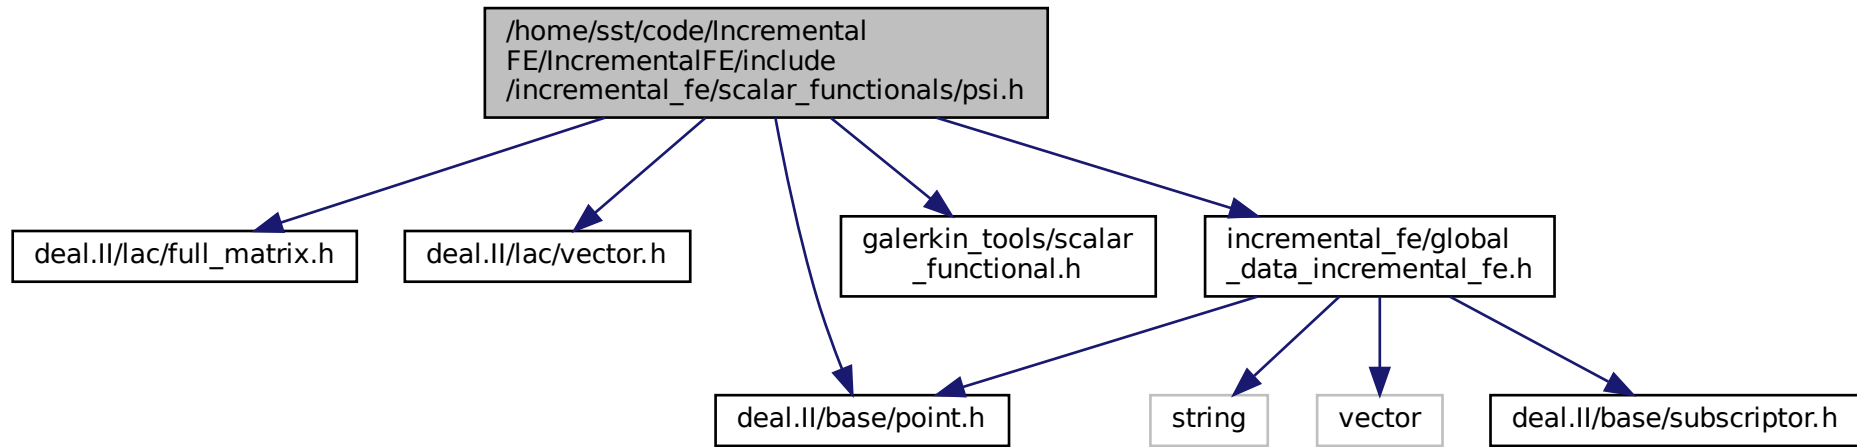 /home/sst/code/Incremental
FE/IncrementalFE/include
/incremental_fe/scalar_functionals/psi.h
deal.II/lac/full_matrix.h
deal.II/lac/vector.h
galerkin_tools/scalar
_functional.h
incremental_fe/global
_data_incremental_fe.h
deal.II/base/point.h
string
vector
deal.II/base/subscriptor.h